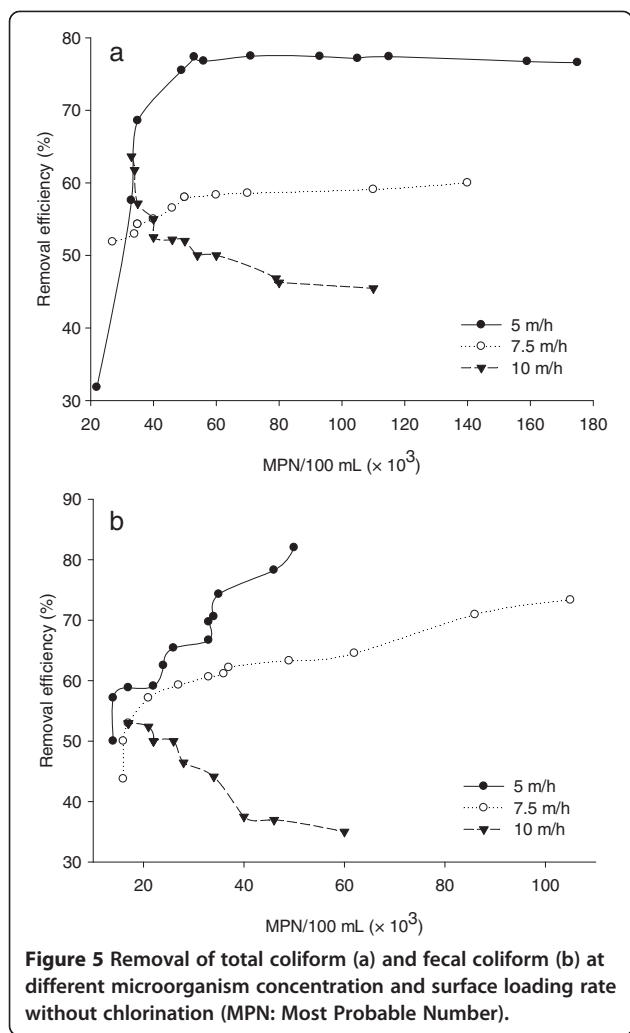 a
80
70
60
50
40
30
Removal efficiency (%)
5 m/h
7.5 m/h
10 m/h
20 40 60 80 100 120 140 160 180
MPN/100 mL (× 10³)
b
90
80
70
60
50
40
30
Removal efficiency (%)
5 m/h
7.5 m/h
10 m/h
20 40 60 80 100
MPN/100 mL (× 10³)
Figure 5 Removal of total coliform (a) and fecal coliform (b) at
different microorganism concentration and surface loading rate
without chlorination (MPN: Most Probable Number).